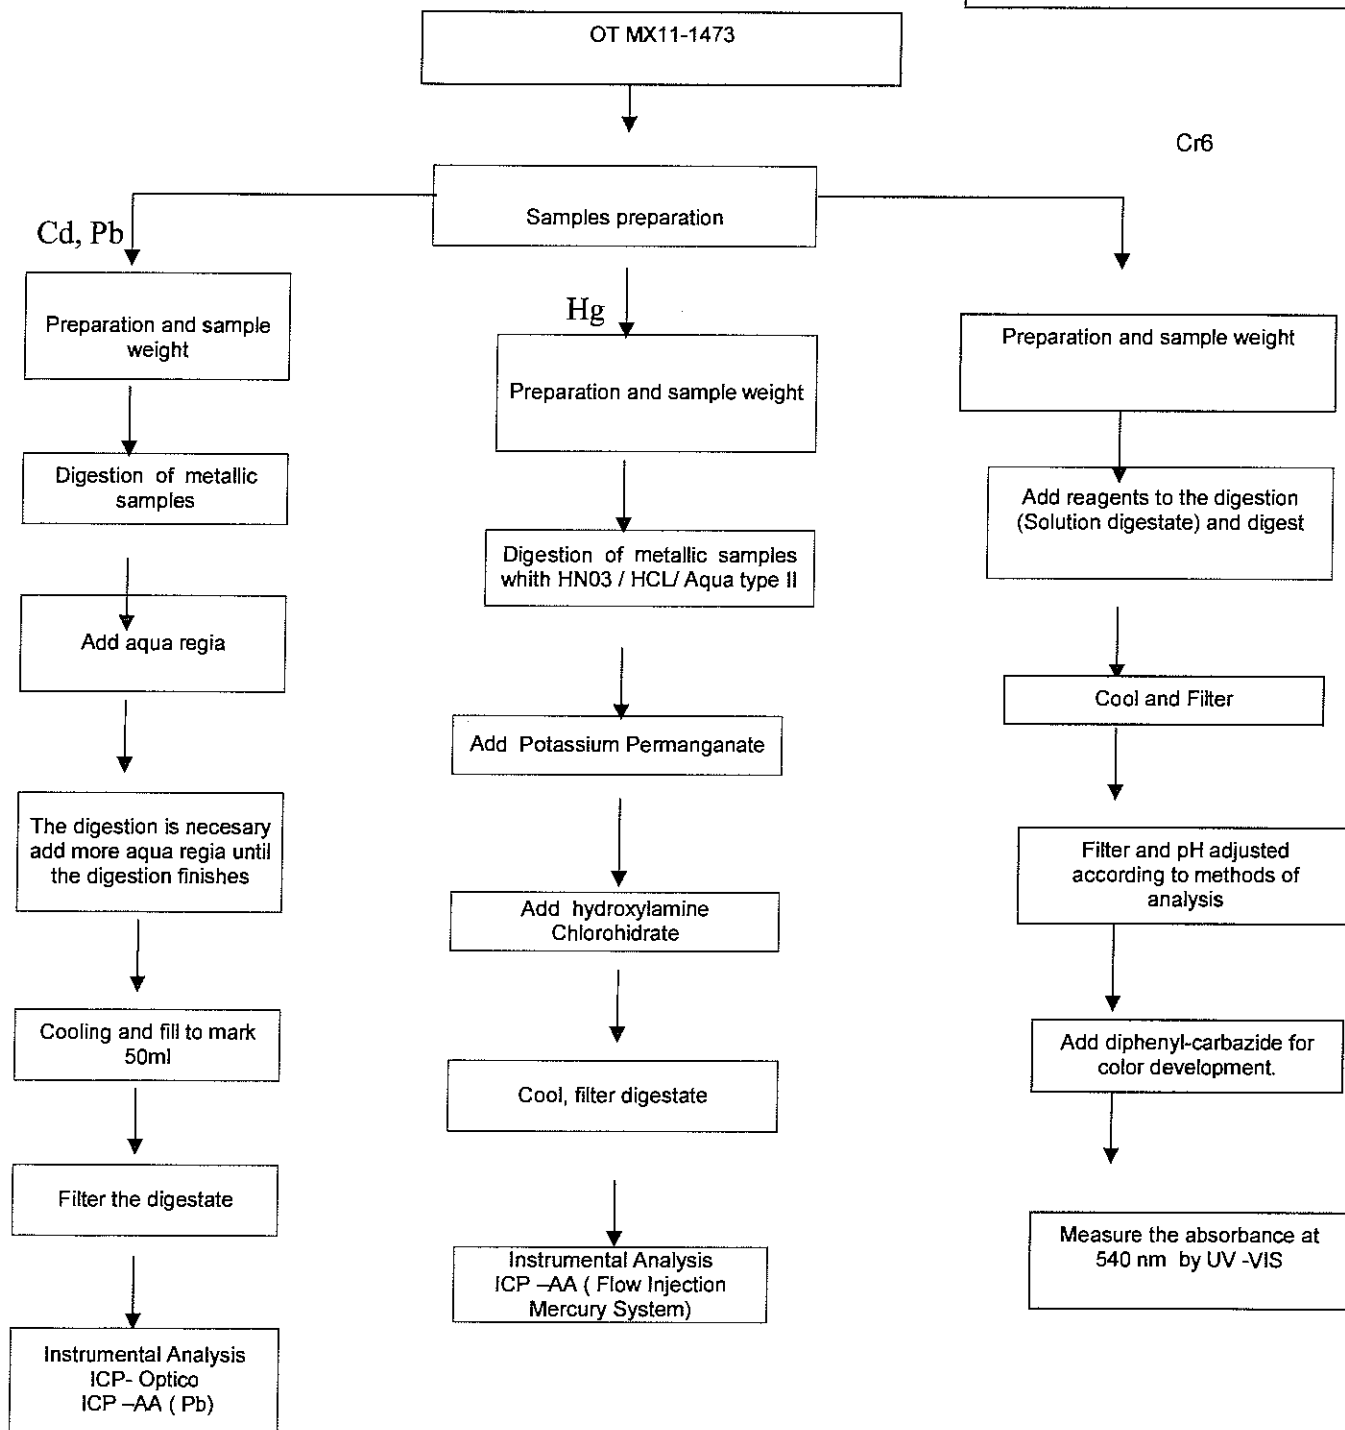 OT MX11-1473
Cr6
Samples preparation
Cd, Pb
Preparation and sample
weight
Digestion of metallic
samples
Add aqua regia
The digestion is necesary
add more aqua regia until
the digestion finishes
Cooling and fill to mark
50ml
Filter the digestate
Instrumental Analysis
ICP- Optico
ICP –AA ( Pb)
Hg
Preparation and sample weight
Digestion of metallic samples
whith HN03 / HCL/ Aqua type II
Add Potassium Permanganate
Add hydroxylamine
Chlorohidrate
Cool, filter digestate
Instrumental Analysis
ICP –AA ( Flow Injection
Mercury System)
Preparation and sample weight
Add reagents to the digestion
(Solution digestate) and digest
Cool and Filter
Filter and pH adjusted
according to methods of
analysis
Add diphenyl-carbazide for
color development.
Measure the absorbance at
540 nm by UV -VIS